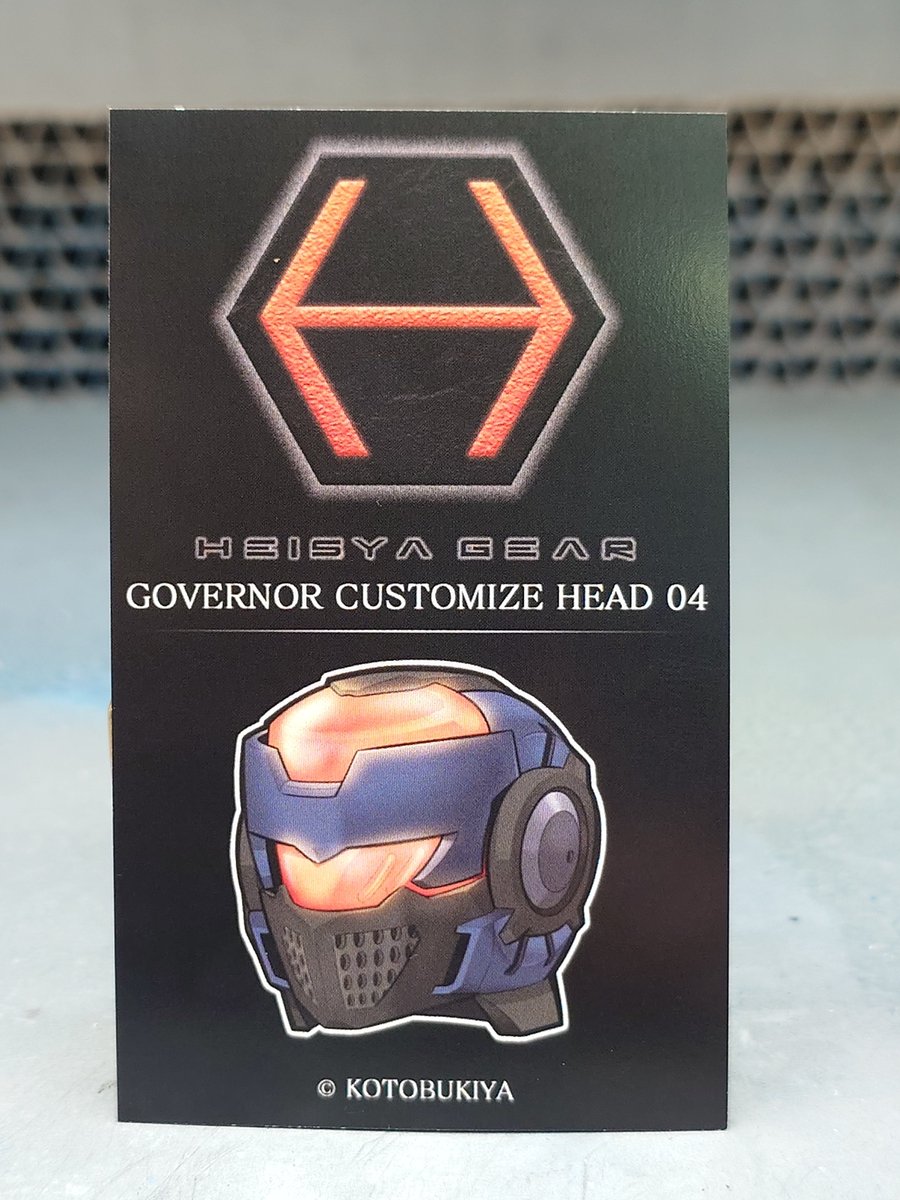 HEISYA GEAR
GOVERNOR CUSTOMIZE HEAD 04
© KOTOBUKIYA